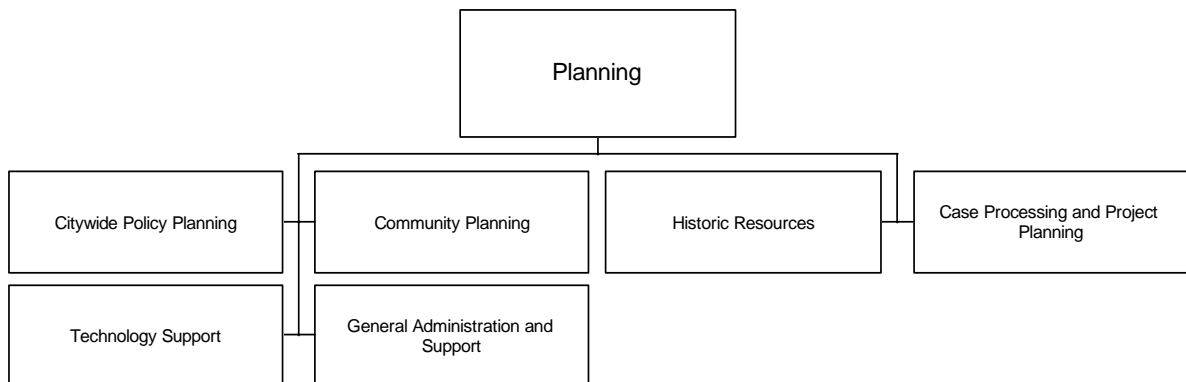 Planning
Citywide Policy Planning
Community Planning
Historic Resources
Case Processing and Project
Planning
Technology Support
General Administration and
Support